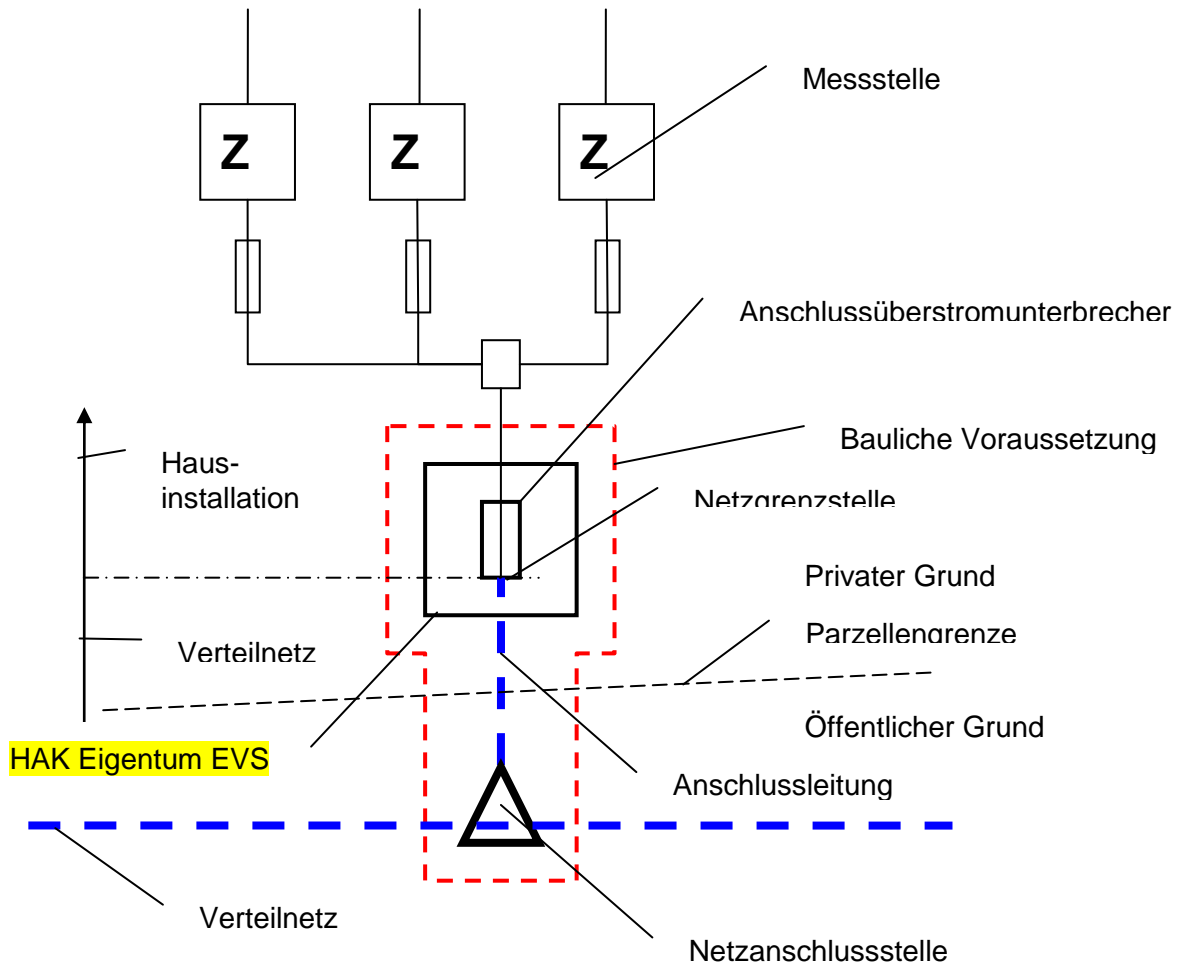 Messstelle
Z Z Z
Anschlussüberstromunterbrecher
Bauliche Voraussetzung
Haus-
installation
Netzgrenzstelle
Privater Grund
Parzellengrenze
Verteilnetz
Öffentlicher Grund
HAK Eigentum EVS
Anschlussleitung
Verteilnetz
Netzanschlussstelle